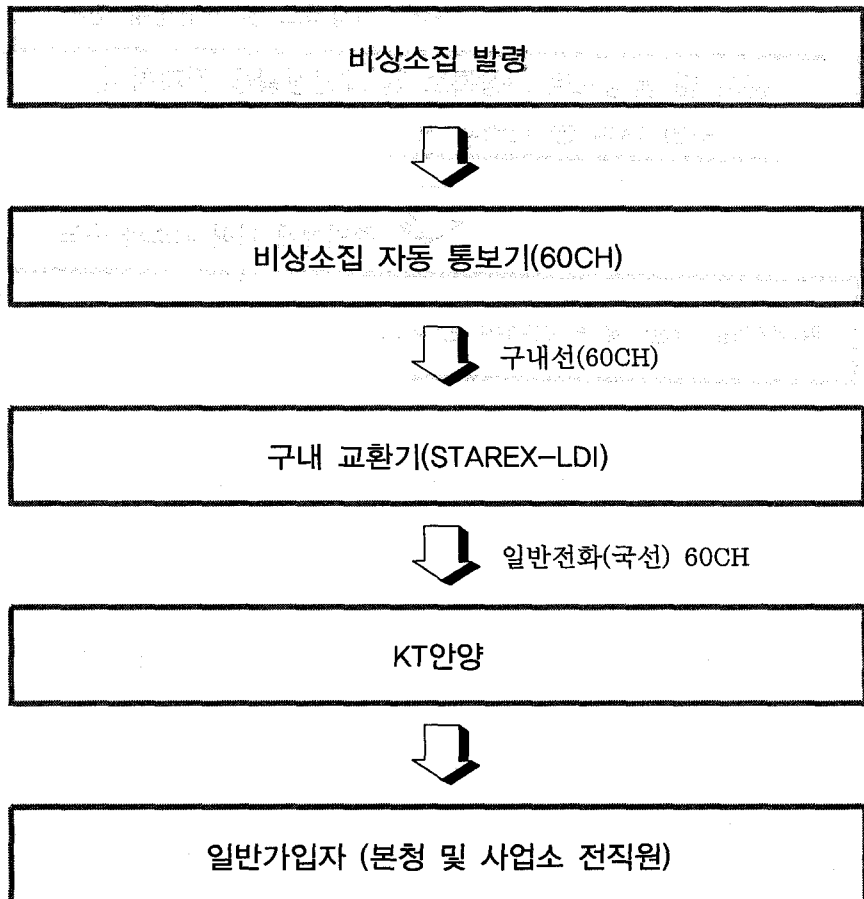 비상소집 발령
비상소집 자동 통보기(60CH)
구내선(60CH)
구내 교환기(STAREX-LDI)
일반전화(국선) 60CH
KT안양
일반가입자 (본청 및 사업소 전직원)